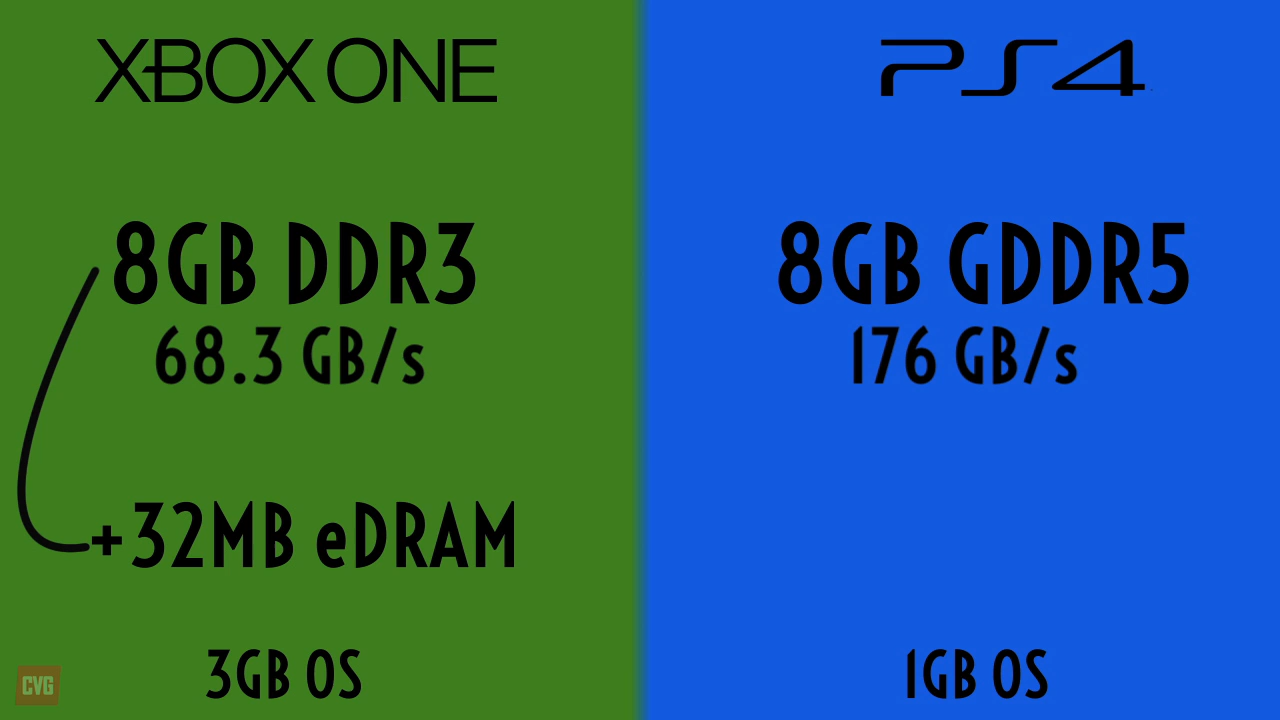 XBOX ONE
8GB DDR3
68.3 GB/s
+32MB eDRAM
3GB OS
CVG
PS4
8GB GDDR5
176 GB/s
1GB OS